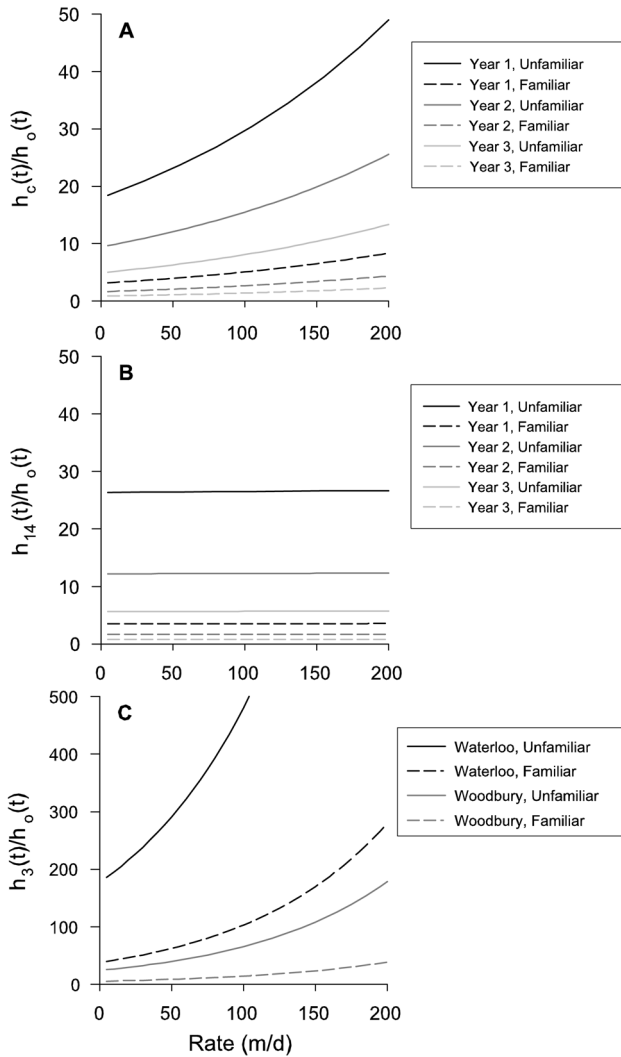 A
50
40
30
20
10
0
h_c(t)/h_o(t)
0 50 100 150 200
Year 1, Unfamiliar
Year 1, Familiar
Year 2, Unfamiliar
Year 2, Familiar
Year 3, Unfamiliar
Year 3, Familiar
B
50
40
30
20
10
0
h_14(t)/h_o(t)
0 50 100 150 200
Year 1, Unfamiliar
Year 1, Familiar
Year 2, Unfamiliar
Year 2, Familiar
Year 3, Unfamiliar
Year 3, Familiar
C
500
400
300
200
100
0
h_3(t)/h_o(t)
0 50 100 150 200
Rate (m/d)
Waterloo, Unfamiliar
Waterloo, Familiar
Woodbury, Unfamiliar
Woodbury, Familiar